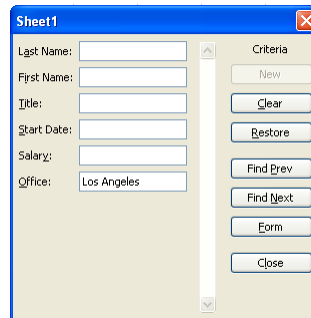 Sheet1
Last Name:
First Name:
Title:
Start Date:
Salary:
Office: Los Angeles
Criteria
New
Clear
Restore
Find Prev
Find Next
Form
Close